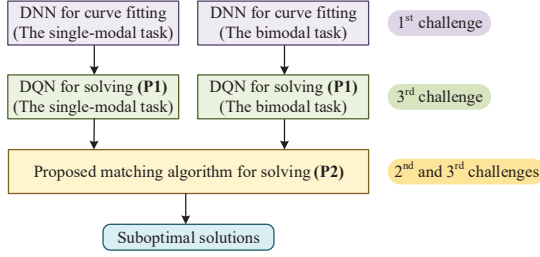 DNN for curve fitting
(The single-modal task)
DNN for curve fitting
(The bimodal task)
1st challenge
DQN for solving (P1)
(The single-modal task)
DQN for solving (P1)
(The bimodal task)
3rd challenge
Proposed matching algorithm for solving (P2)
2nd and 3rd challenges
Suboptimal solutions